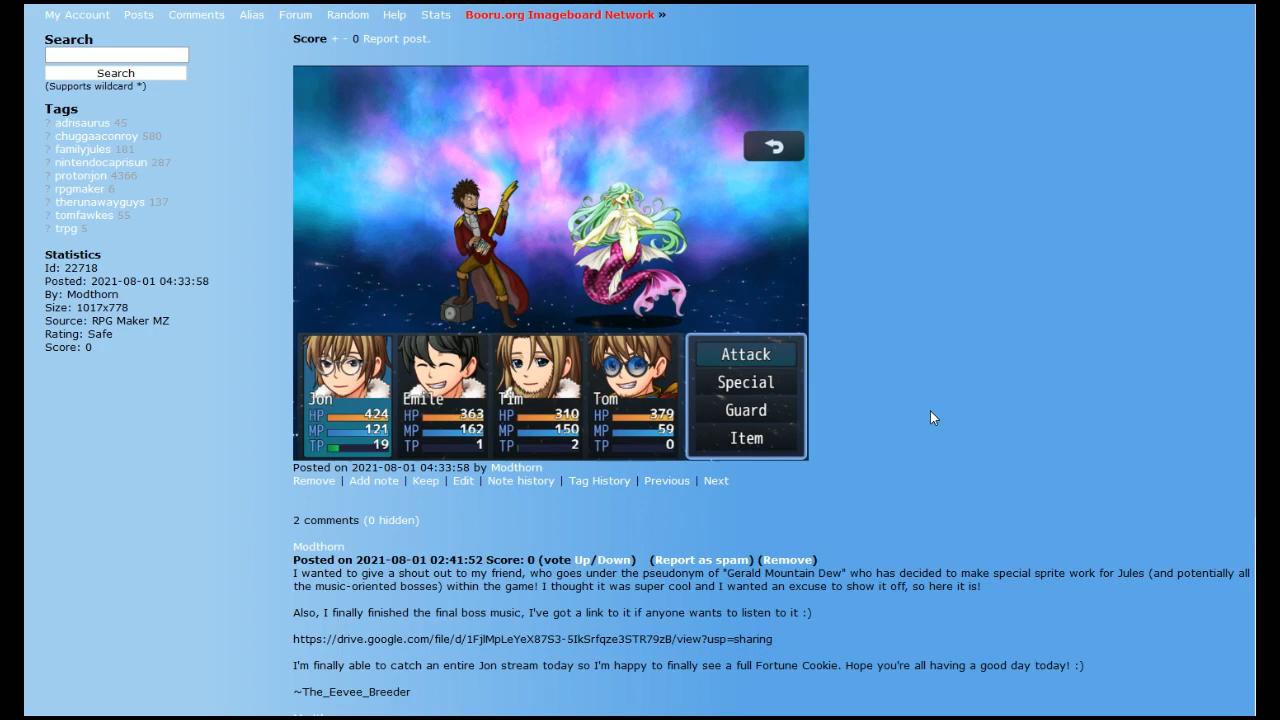 My Account Posts Comments Alias Forum Random Help Stats Booru.org Imageboard Network »
Search
Search
(Supports wildcard *)
Tags
? adrisaurus 45
? chuggaaconroy 580
? familyjules 181
? nintendocaprisun 287
? protonjon 4366
? rpgmaker 6
? therunawayguys 137
? tomfawkes 55
? trpg 5
Statistics
Id: 22718
Posted: 2021-08-01 04:33:58
By: Modthorn
Size: 1017x778
Source: RPG Maker MZ
Rating: Safe
Score: 0
Score + - 0 Report post.
Jon Emile Tim Tom
HP 424 HP 363 HP 310 HP 379
MP 121 MP 162 MP 150 MP 59
TP 19 TP 1 TP 2 TP 0
Attack
Special
Guard
Item
Posted on 2021-08-01 04:33:58 by Modthorn
Remove | Add note | Keep | Edit | Note history | Tag History | Previous | Next
2 comments (0 hidden)
Modthorn
Posted on 2021-08-01 02:41:52 Score: 0 (vote Up/Down) (Report as spam) (Remove)
I wanted to give a shout out to my friend, who goes under the pseudonym of "Gerald Mountain Dew" who has decided to make special sprite work for Jules (and potentially all
the music-oriented bosses) within the game! I thought it was super cool and I wanted an excuse to show it off, so here it is!
Also, I finally finished the final boss music, I've got a link to it if anyone wants to listen to it :)
https://drive.google.com/file/d/1FjlMpLeYeX87S3-5IkSrfqze3STR79zB/view?usp=sharing
I'm finally able to catch an entire Jon stream today so I'm happy to finally see a full Fortune Cookie. Hope you're all having a good day today! :)
~The_Eevee_Breeder